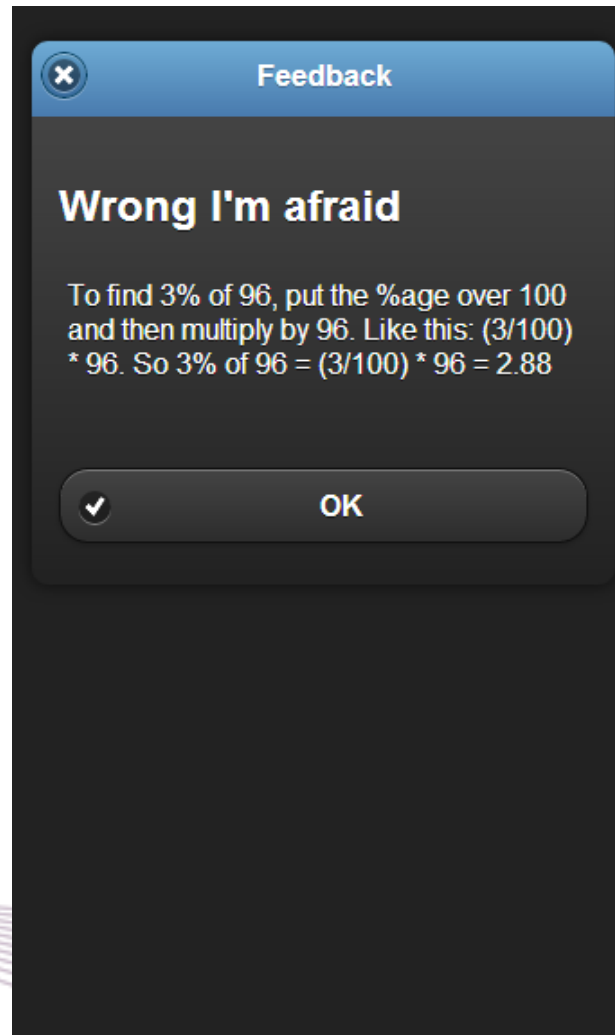 Feedback
Wrong I'm afraid
To find 3% of 96, put the %age over 100
and then multiply by 96. Like this: (3/100)
* 96. So 3% of 96 = (3/100) * 96 = 2.88
OK